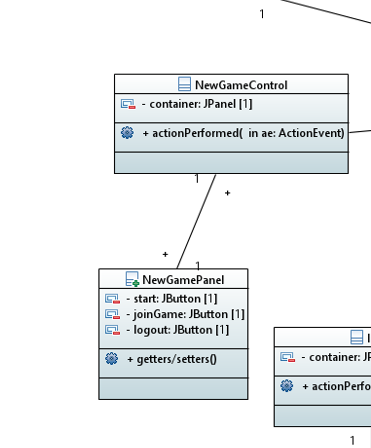 1
NewGameControl
- container: JPanel [1]
+ actionPerformed( in ae: ActionEvent)
1
+
+
1
NewGamePanel
- start: JButton [1]
- joinGame: JButton [1]
- logout: JButton [1]
+ getters/setters()
- container: JP
+ actionPerfo
1